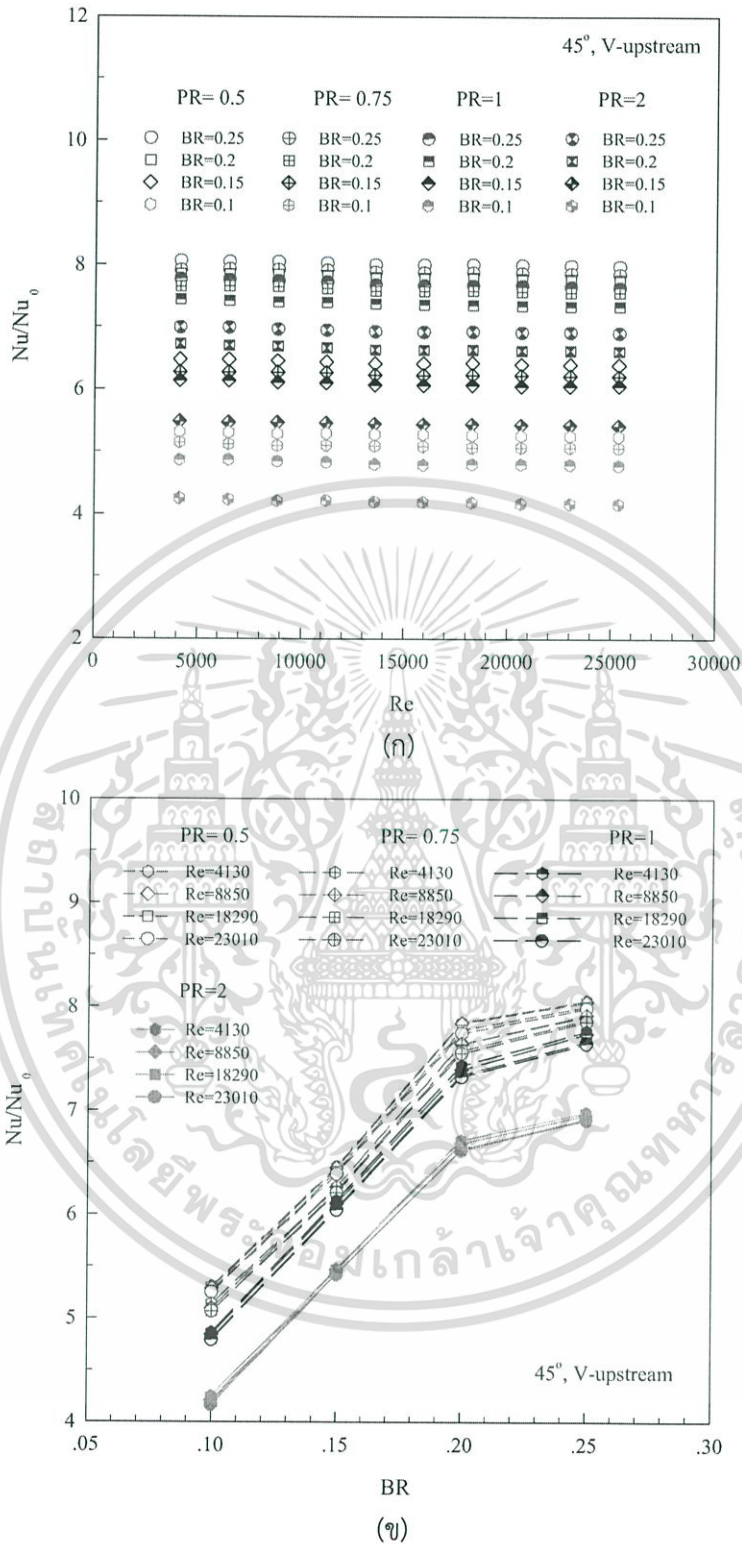 12
10
8
6
4
2
Nu/Nu₀
45°, V-upstream
PR= 0.5 PR= 0.75 PR=1 PR= 2
BR=0.25 BR=0.25 BR=0.25 BR=0.25
BR=0.2 BR=0.2 BR=0.2 BR=0.2
BR=0.15 BR=0.15 BR=0.15 BR=0.15
BR=0.1 BR=0.1 BR=0.1 BR=0.1
0 5000 10000 15000 20000 25000 30000
Re
(ก)
10
9
8
7
6
5
4
Nu/Nu₀
PR= 0.5 PR= 0.75 PR=1
Re=4130 Re=4130 Re=4130
Re=8850 Re=8850 Re=8850
Re=18290 Re=18290 Re=18290
Re=23010 Re=23010 Re=23010
PR=2
Re=4130
Re=8850
Re=18290
Re=23010
45°, V-upstream
.05 .10 .15 .20 .25 .30
BR
(ข)